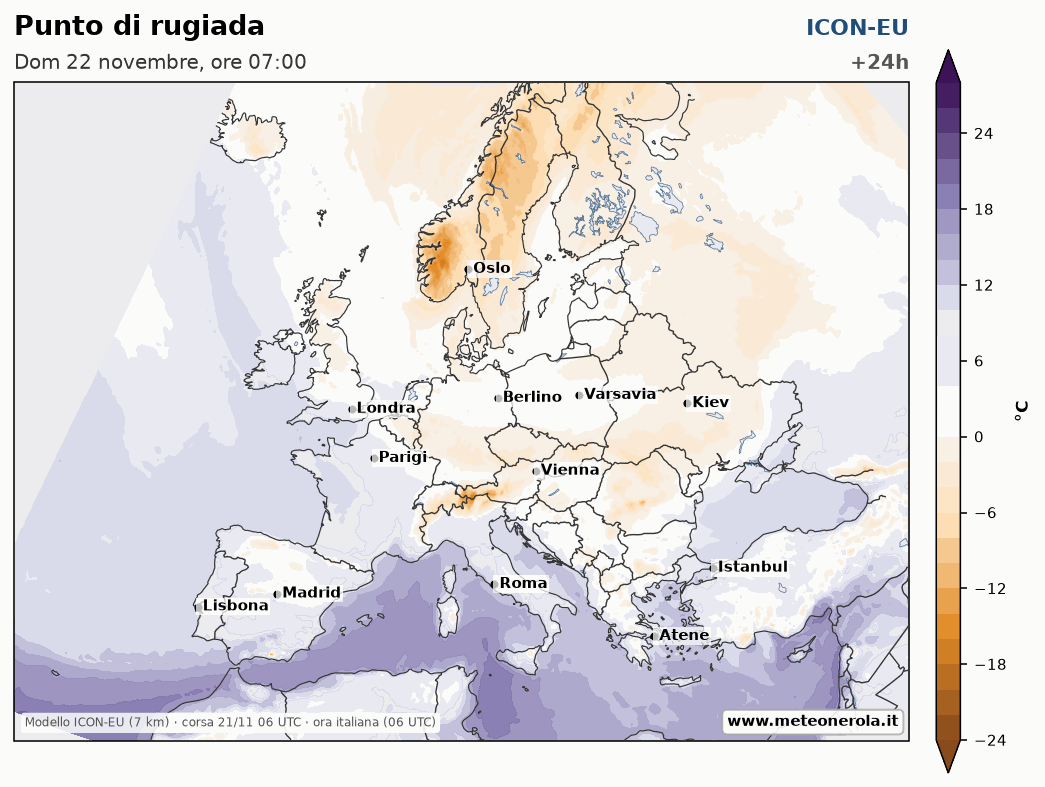 Punto di rugiada
ICON-EU
Dom 22 novembre, ore 07:00
+24h
24
18
12
6
0
−6
−12
−18
−24
°C
Oslo
Berlino
Varsavia
Kiev
Londra
Parigi
Vienna
Istanbul
Roma
Madrid
Lisbona
Atene
Modello ICON-EU (7 km) · corsa 21/11 06 UTC · ora italiana (06 UTC)
www.meteonerola.it